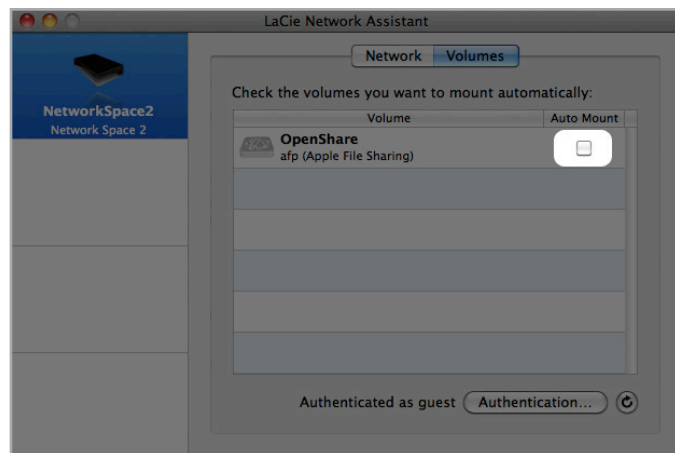 LaCie Network Assistant
NetworkSpace2
Network Space 2
Network Volumes
Check the volumes you want to mount automatically:
Volume Auto Mount
OpenShare
afp (Apple File Sharing)
Authenticated as guest Authentication...